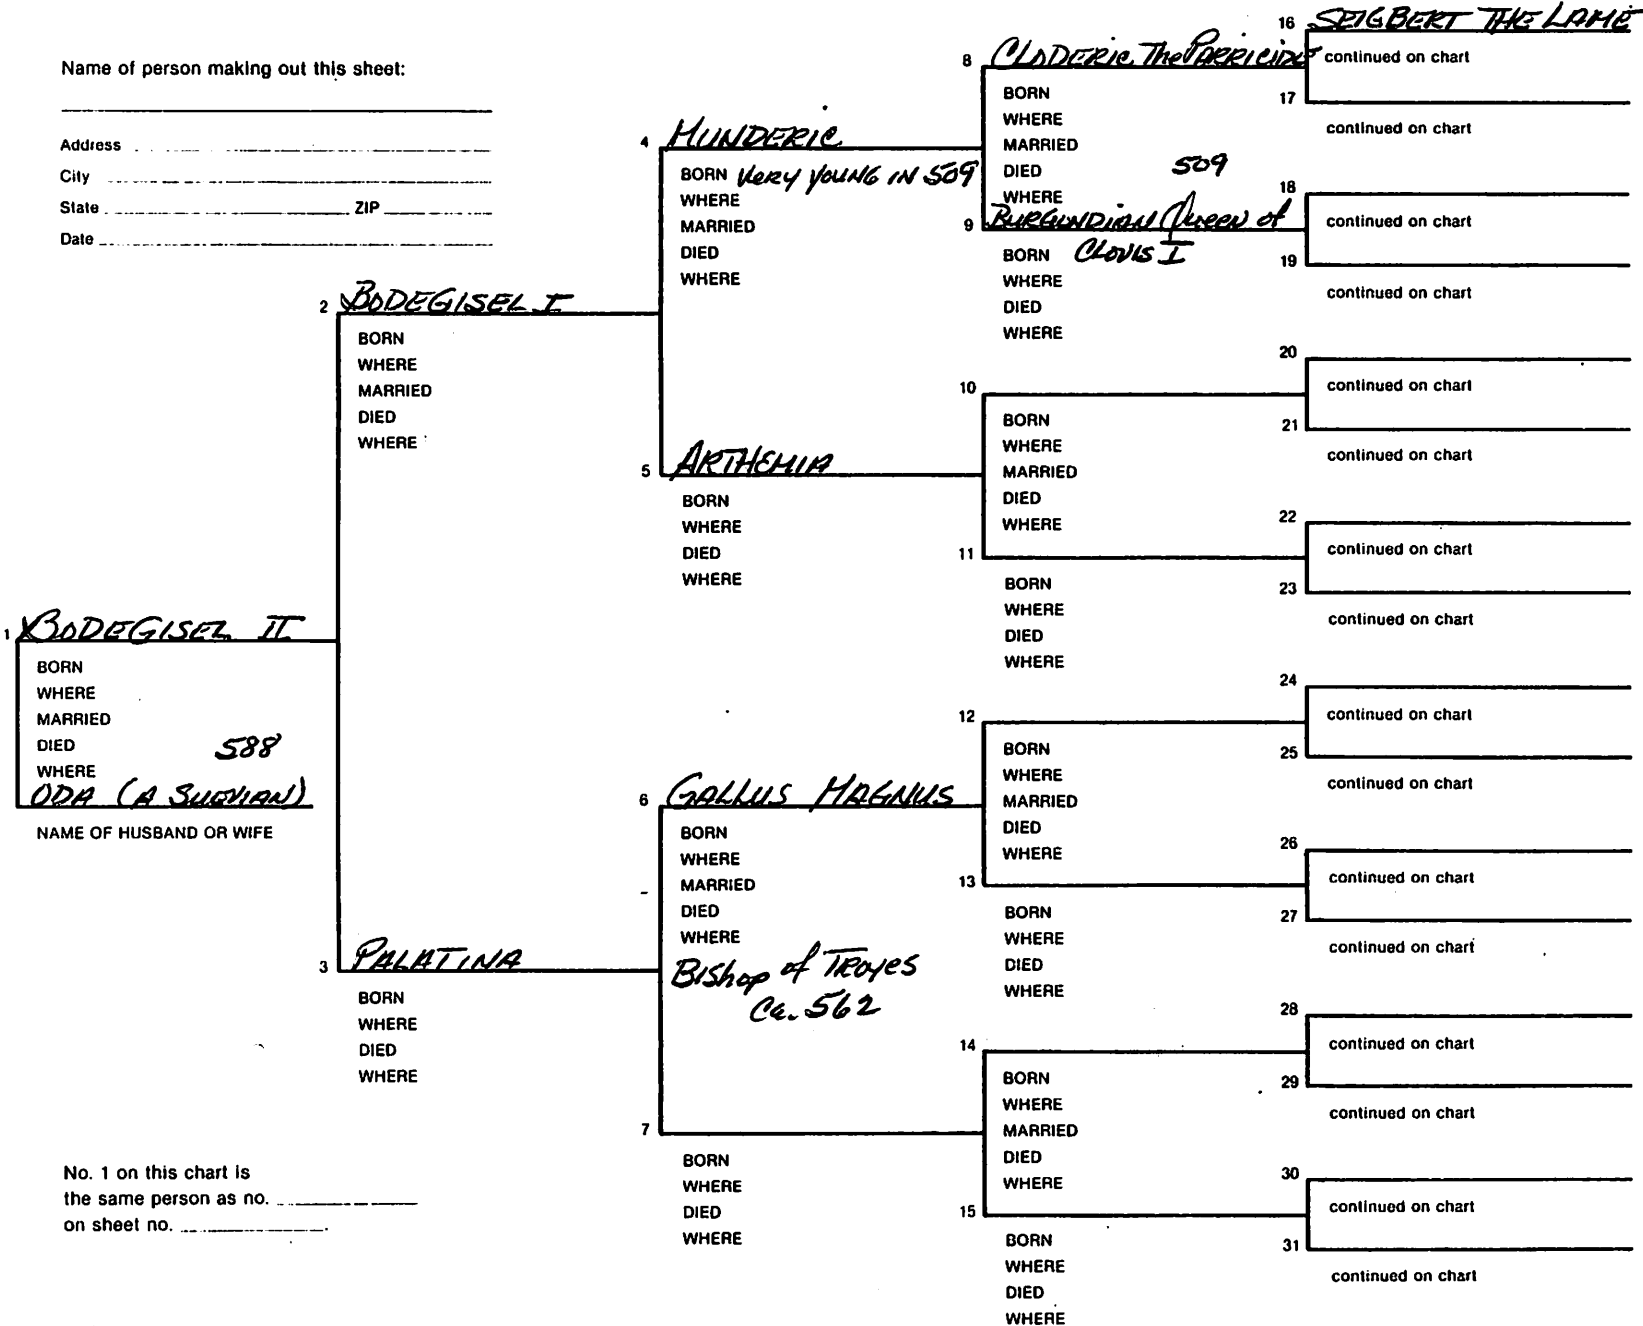 Name of person making out this sheet:
Address
City
State ZIP
Date
1 BODEGISEL II
BORN
WHERE
MARRIED
DIED 588
WHERE
ODA (A SUEVIAN)
NAME OF HUSBAND OR WIFE
No. 1 on this chart is
the same person as no.
on sheet no.
2 BODEGISEL I
BORN
WHERE
MARRIED
DIED
WHERE
3 PALATINA
BORN
WHERE
DIED
WHERE
4 HUNDERIC
BORN VERY YOUNG IN 509
WHERE
MARRIED
DIED
WHERE
5 ARTHEMIA
BORN
WHERE
DIED
WHERE
6 GALLUS MAGNUS
BORN
WHERE
MARRIED
DIED
WHERE
Bishop of TROYES
Ca. 562
7
BORN
WHERE
DIED
WHERE
8 CLODERIC The PARRICIDE
BORN
WHERE
MARRIED
DIED 509
WHERE
9 BURGUNDIAN Queen of
BORN CLOVIS I
WHERE
DIED
WHERE
10
BORN
WHERE
MARRIED
DIED
WHERE
11
BORN
WHERE
DIED
WHERE
12
BORN
WHERE
MARRIED
DIED
WHERE
13
BORN
WHERE
DIED
WHERE
14
BORN
WHERE
MARRIED
DIED
WHERE
15
BORN
WHERE
DIED
WHERE
16 SEIGBERT THE LAME
continued on chart
17
continued on chart
18
continued on chart
19
continued on chart
20
continued on chart
21
continued on chart
22
continued on chart
23
continued on chart
24
continued on chart
25
continued on chart
26
continued on chart
27
continued on chart
28
continued on chart
29
continued on chart
30
continued on chart
31
continued on chart